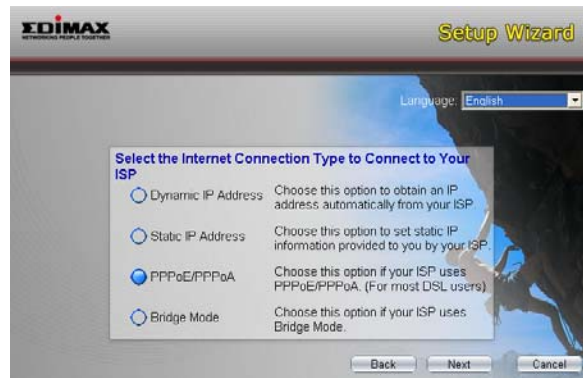 EDIMAX
NETWORKING PEOPLE TOGETHER
Setup Wizard
Language: English
Select the Internet Connection Type to Connect to Your
ISP
Dynamic IP Address
Choose this option to obtain an IP
address automatically from your ISP.
Static IP Address
Choose this option to set static IP
information provided to you by your ISP.
PPPoE/PPPoA
Choose this option if your ISP uses
PPPoE/PPPoA. (For most DSL users)
Bridge Mode
Choose this option if your ISP uses
Bridge Mode.
Back
Next
Cancel